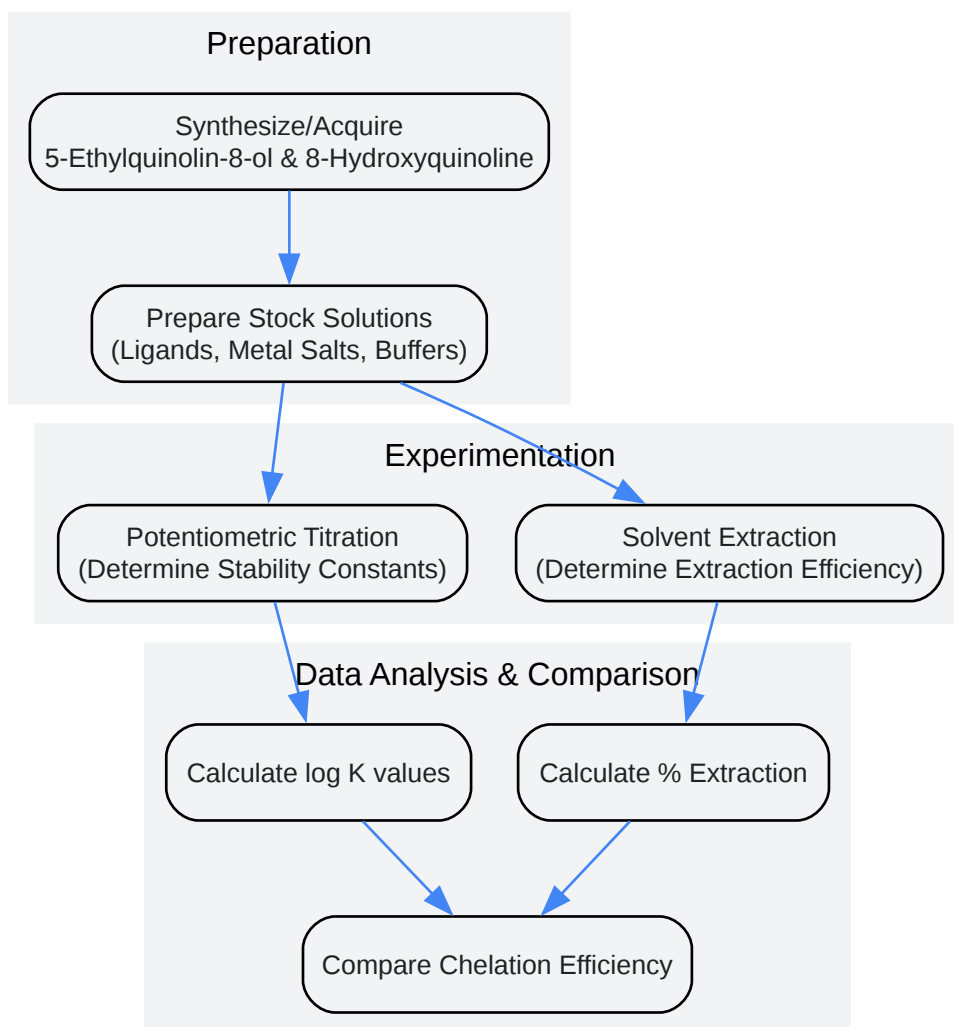 Preparation
Synthesize/Acquire
5-Ethylquinolin-8-ol & 8-Hydroxyquinoline
Prepare Stock Solutions
(Ligands, Metal Salts, Buffers)
Experimentation
Potentiometric Titration
(Determine Stability Constants)
Solvent Extraction
(Determine Extraction Efficiency)
Data Analysis & Comparison
Calculate log K values
Calculate % Extraction
Compare Chelation Efficiency